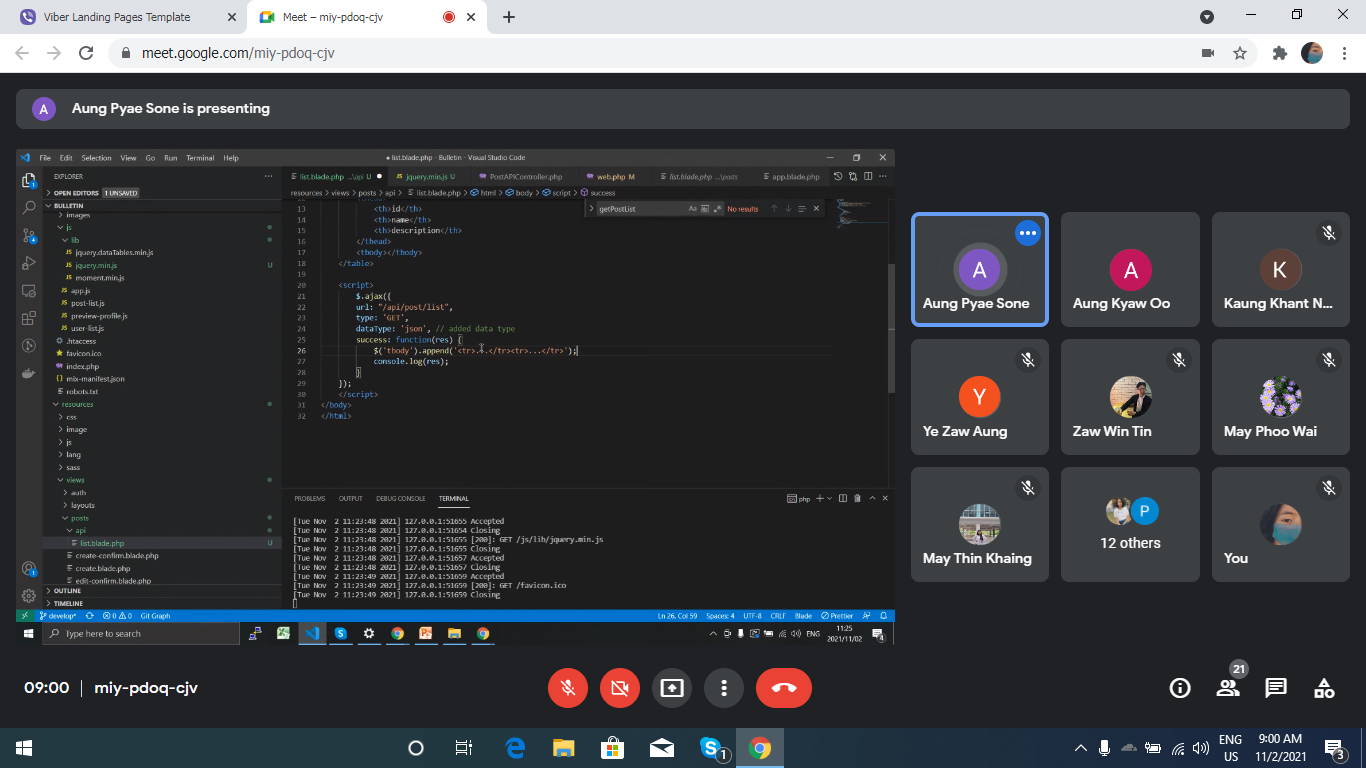 Viber Landing Pages Template
Meet – miy-pdoq-cjv
meet.google.com/miy-pdoq-cjv
A
Aung Pyae Sone is presenting
File Edit Selection View Go Run Terminal Help
● list.blade.php - Bulletin - Visual Studio Code
EXPLORER
OPEN EDITORS 1 UNSAVED
BULLETIN
images
js
lib
JS jquery.dataTables.min.js
JS jquery.min.js U
JS moment.min.js
JS app.js
JS post-list.js
JS preview-profile.js
JS user-list.js
.htaccess
favicon.ico
index.php
mix-manifest.json
robots.txt
resources
css
image
js
lang
sass
views
auth
layouts
posts
api
list.blade.php U
create-confirm.blade.php
create.blade.php
edit-confirm.blade.php
OUTLINE
TIMELINE
list.blade.php ...\api U ●
JS jquery.min.js U
PostAPIController.php
web.php M
list.blade.php ...\posts
app.blade.php
resources > views > posts > api > list.blade.php > html > body > script > success
getPostList
No results
13 <th>id</th>
14 <th>name</th>
15 <th>description</th>
16 </thead>
17 <tbody></tbody>
18 </table>
19
20 <script>
21 $.ajax({
22 url: "/api/post/list",
23 type: 'GET',
24 dataType: 'json', // added data type
25 success: function(res) {
26 $('tbody').append('<tr>...</tr><tr>...</tr>');
27 console.log(res);
28 }
29 });
30 </script>
31 </body>
32 </html>
PROBLEMS OUTPUT DEBUG CONSOLE TERMINAL
php
[Tue Nov 2 11:23:48 2021] 127.0.0.1:51655 Accepted
[Tue Nov 2 11:23:48 2021] 127.0.0.1:51654 Closing
[Tue Nov 2 11:23:48 2021] 127.0.0.1:51655 [200]: GET /js/lib/jquery.min.js
[Tue Nov 2 11:23:48 2021] 127.0.0.1:51655 Closing
[Tue Nov 2 11:23:48 2021] 127.0.0.1:51657 Accepted
[Tue Nov 2 11:23:48 2021] 127.0.0.1:51657 Closing
[Tue Nov 2 11:23:49 2021] 127.0.0.1:51659 Accepted
[Tue Nov 2 11:23:49 2021] 127.0.0.1:51659 [200]: GET /favicon.ico
[Tue Nov 2 11:23:49 2021] 127.0.0.1:51659 Closing
develop* 0 0 Git Graph
Ln 26, Col 59 Spaces: 4 UTF-8 CRLF Blade Prettier
Type here to search
ENG
11:25
2021/11/02
4
A
Aung Pyae Sone
A
Aung Kyaw Oo
K
Kaung Khant N...
Y
Ye Zaw Aung
Zaw Win Tin
May Phoo Wai
May Thin Khaing
P
12 others
You
09:00 | miy-pdoq-cjv
21
ENG
US
9:00 AM
11/2/2021
1
3